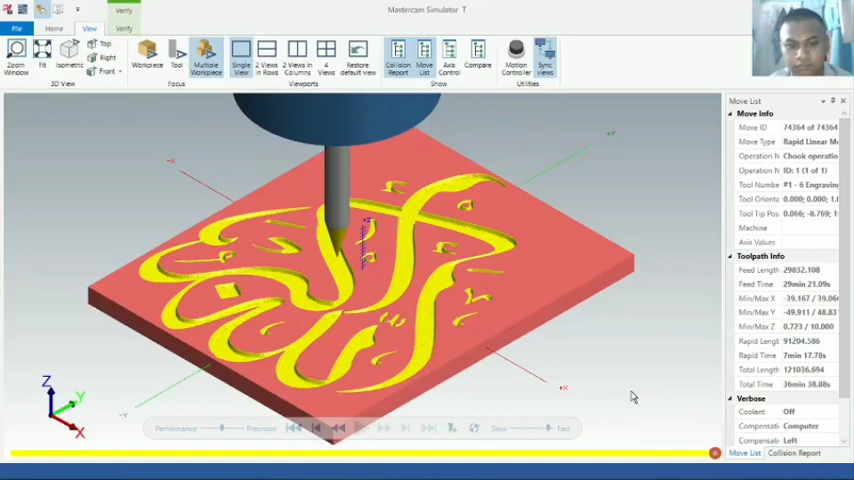 Mastercam Simulator T
Verify
File
Home
View
Verify
Zoom Window
Fit
Isometric
Top
Right
Front
3D View
Workpiece
Tool
Multiple Workpiece
Focus
Single View
2 Views in Rows
2 Views in Columns
4 Views
Restore default view
Viewports
Collision Report
Move List
Axis Control
Compare
Show
Motion Controller
Sync views
Utilities
Move List
Move Info
Move ID 74364 of 74364
Move Type Rapid Linear M
Operation N Chook operatio
Operation N ID: 1 (1 of 1)
Tool Number #1 - 6 Engraving
Tool Orienta 0.000; 0.000; 1.
Tool Tip Pos 0.066; -8.769; 1
Machine
Axis Values
Toolpath Info
Feed Length 29832.108
Feed Time 29min 21.09s
Min/Max X -39.167 / 39.06
Min/Max Y -49.911 / 48.83
Min/Max Z 0.723 / 10.000
Rapid Length 91204.586
Rapid Time 7min 17.78s
Total Length 121036.694
Total Time 36min 38.88s
Verbose
Coolant Off
Compensati Computer
Compensati Left
Move List
Collision Report
-X
+Y
-Y
+X
Z
Y
X
Performance
Precision
Slow
Fast